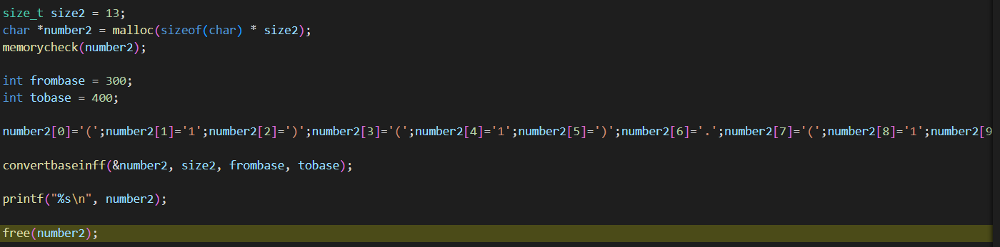 size_t size2 = 13;
char *number2 = malloc(sizeof(char) * size2);
memorycheck(number2);
int frombase = 300;
int tobase = 400;
number2[0]='(';number2[1]='1';number2[2]=')';number2[3]='(';number2[4]='1';number2[5]=')';number2[6]='.';number2[7]='(';number2[8]='1';number2[9
convertbaseinff(&number2, size2, frombase, tobase);
printf("%s\n", number2);
free(number2);